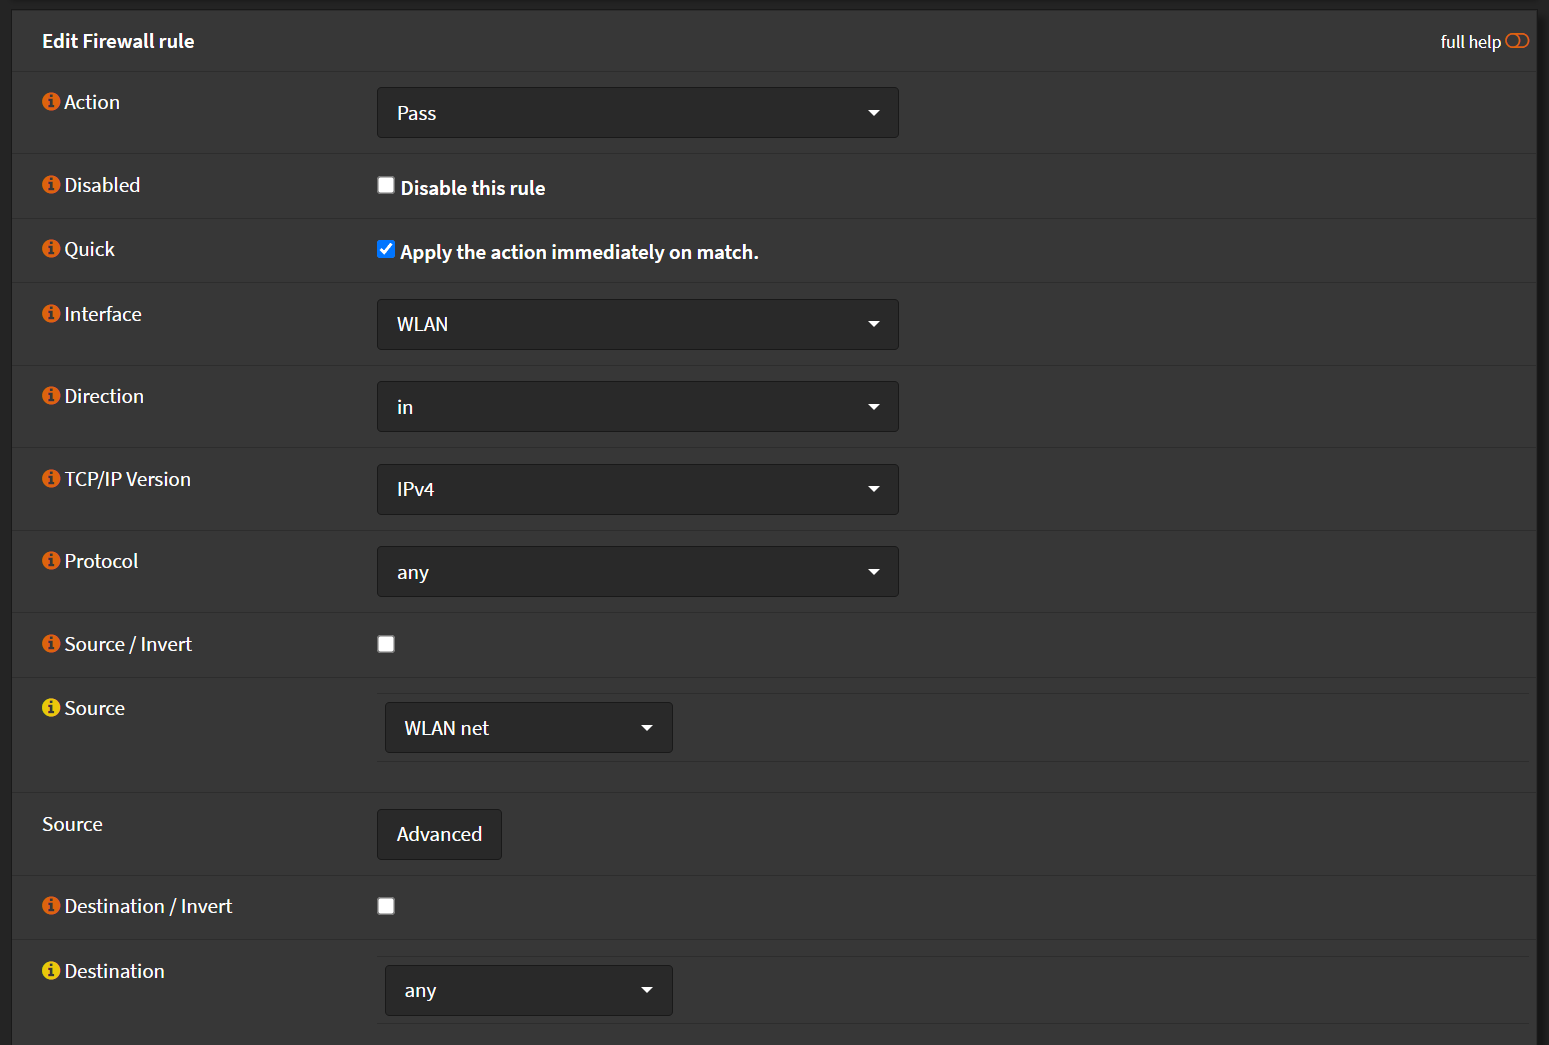 Edit Firewall rule
full help
Action
Pass
Disabled
Disable this rule
Quick
Apply the action immediately on match.
Interface
WLAN
Direction
in
TCP/IP Version
IPv4
Protocol
any
Source / Invert
Source
WLAN net
Source
Advanced
Destination / Invert
Destination
any